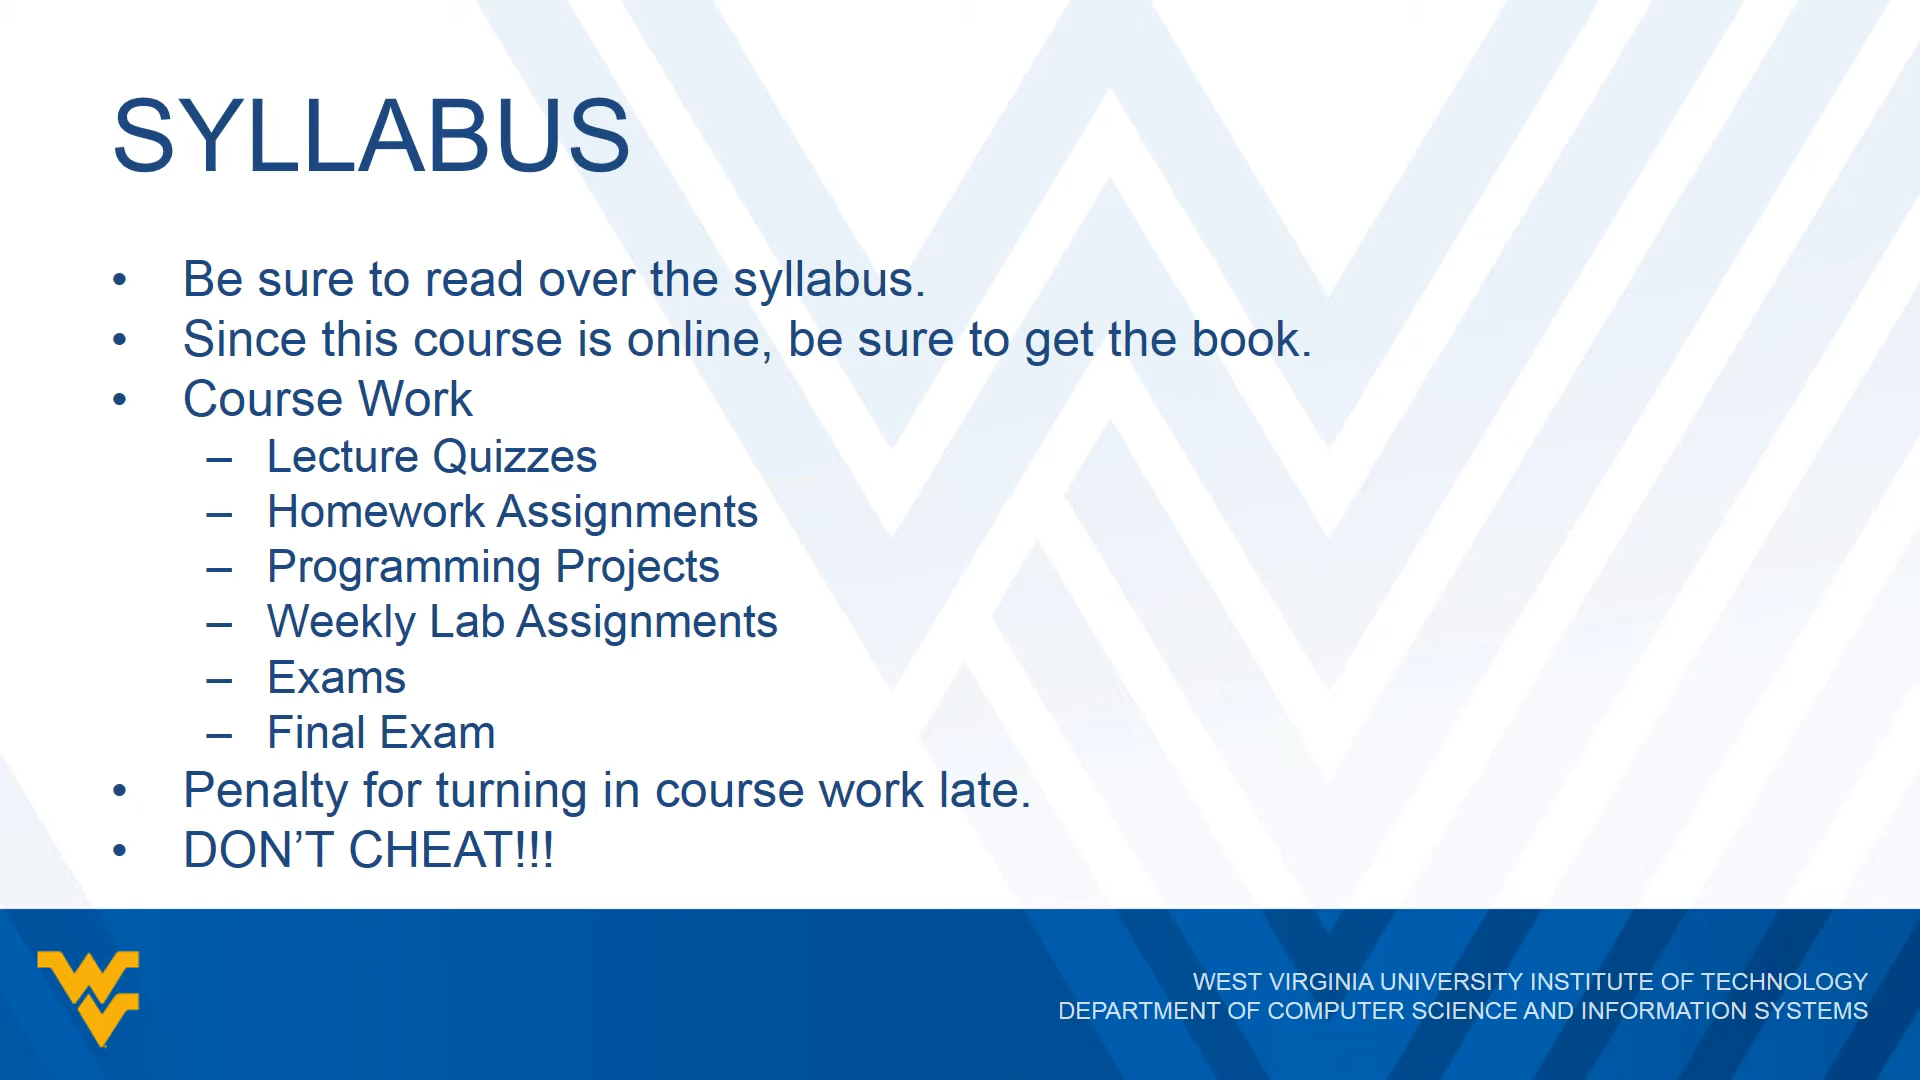 SYLLABUS
• Be sure to read over the syllabus.
• Since this course is online, be sure to get the book.
• Course Work
– Lecture Quizzes
– Homework Assignments
– Programming Projects
– Weekly Lab Assignments
– Exams
– Final Exam
• Penalty for turning in course work late.
• DON’T CHEAT!!!
WEST VIRGINIA UNIVERSITY INSTITUTE OF TECHNOLOGY
DEPARTMENT OF COMPUTER SCIENCE AND INFORMATION SYSTEMS